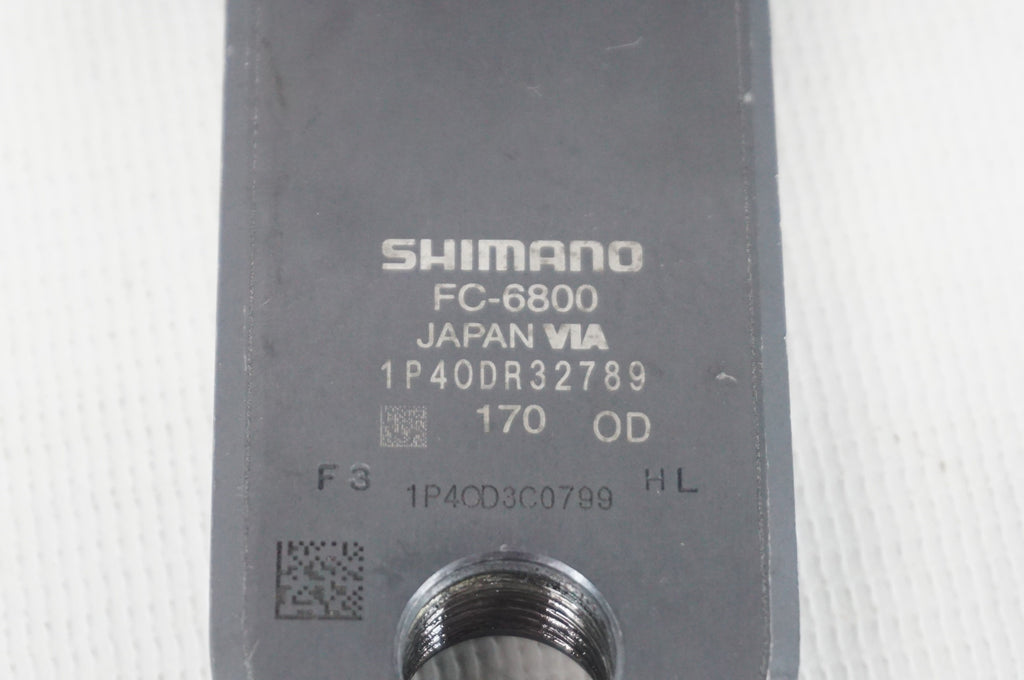 SHIMANO
FC-6800
JAPAN VIA
1P40DR32789
170 OD
F3 HL
1P40D3C0799